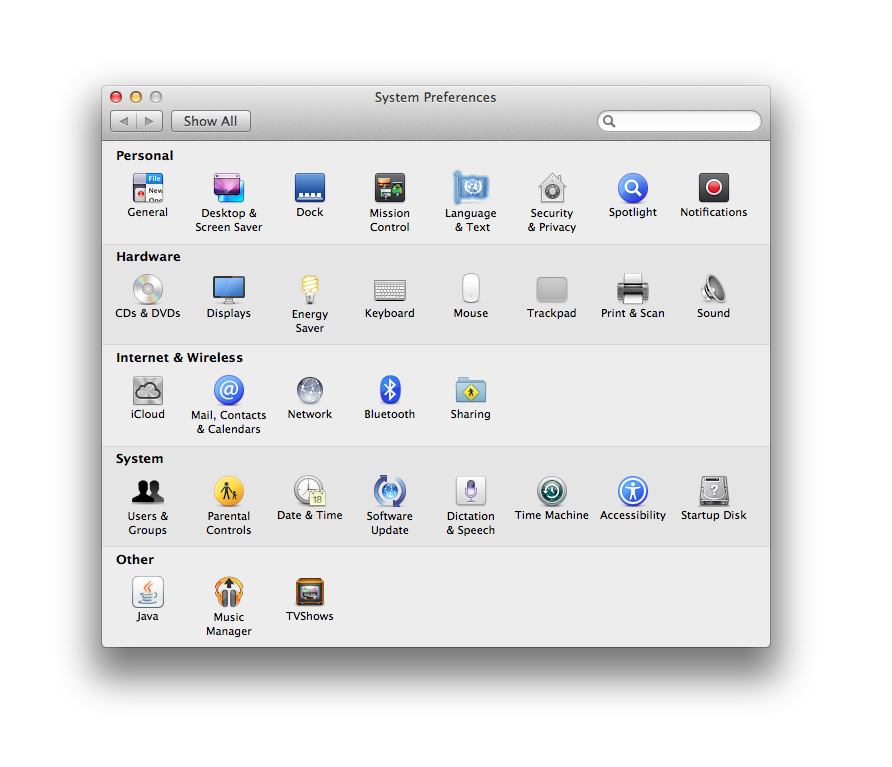 System Preferences
Show All
Personal
File
New
General
Desktop &
Screen Saver
Dock
Mission
Control
Language
& Text
Security
& Privacy
Spotlight
Notifications
Hardware
CDs & DVDs
Displays
Energy
Saver
Keyboard
Mouse
Trackpad
Print & Scan
Sound
Internet & Wireless
iCloud
@
Mail, Contacts
& Calendars
Network
Bluetooth
Sharing
System
Users &
Groups
Parental
Controls
18
Date & Time
Software
Update
Dictation
& Speech
Time Machine
Accessibility
?
Startup Disk
Other
Java
Music
Manager
TVShows